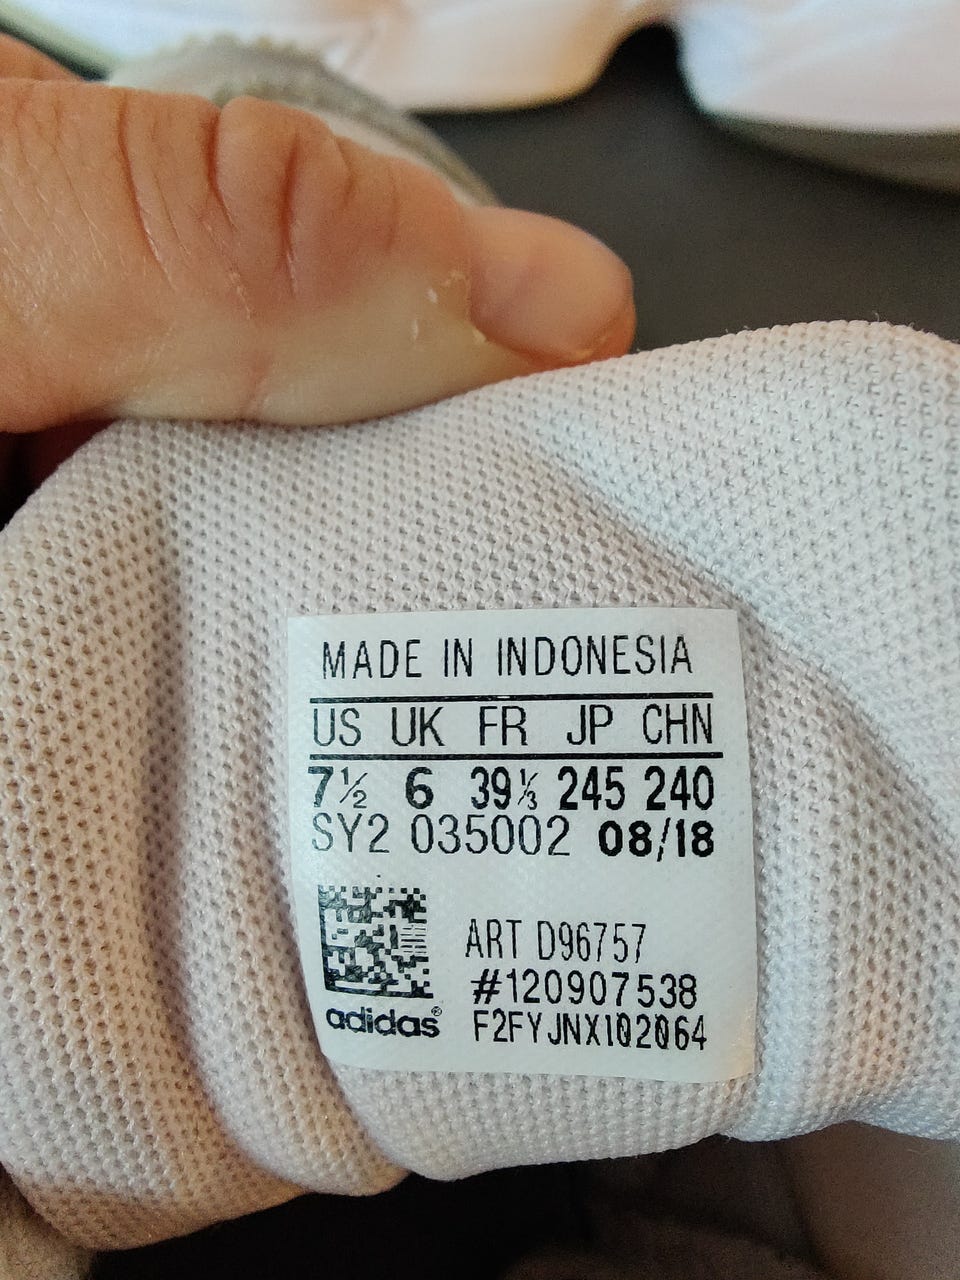 MADE IN INDONESIA
US UK FR JP CHN
7½ 6 39⅓ 245 240
SY2 035002 08/18
ART D96757
#120907538
adidas® F2FYJNX102064